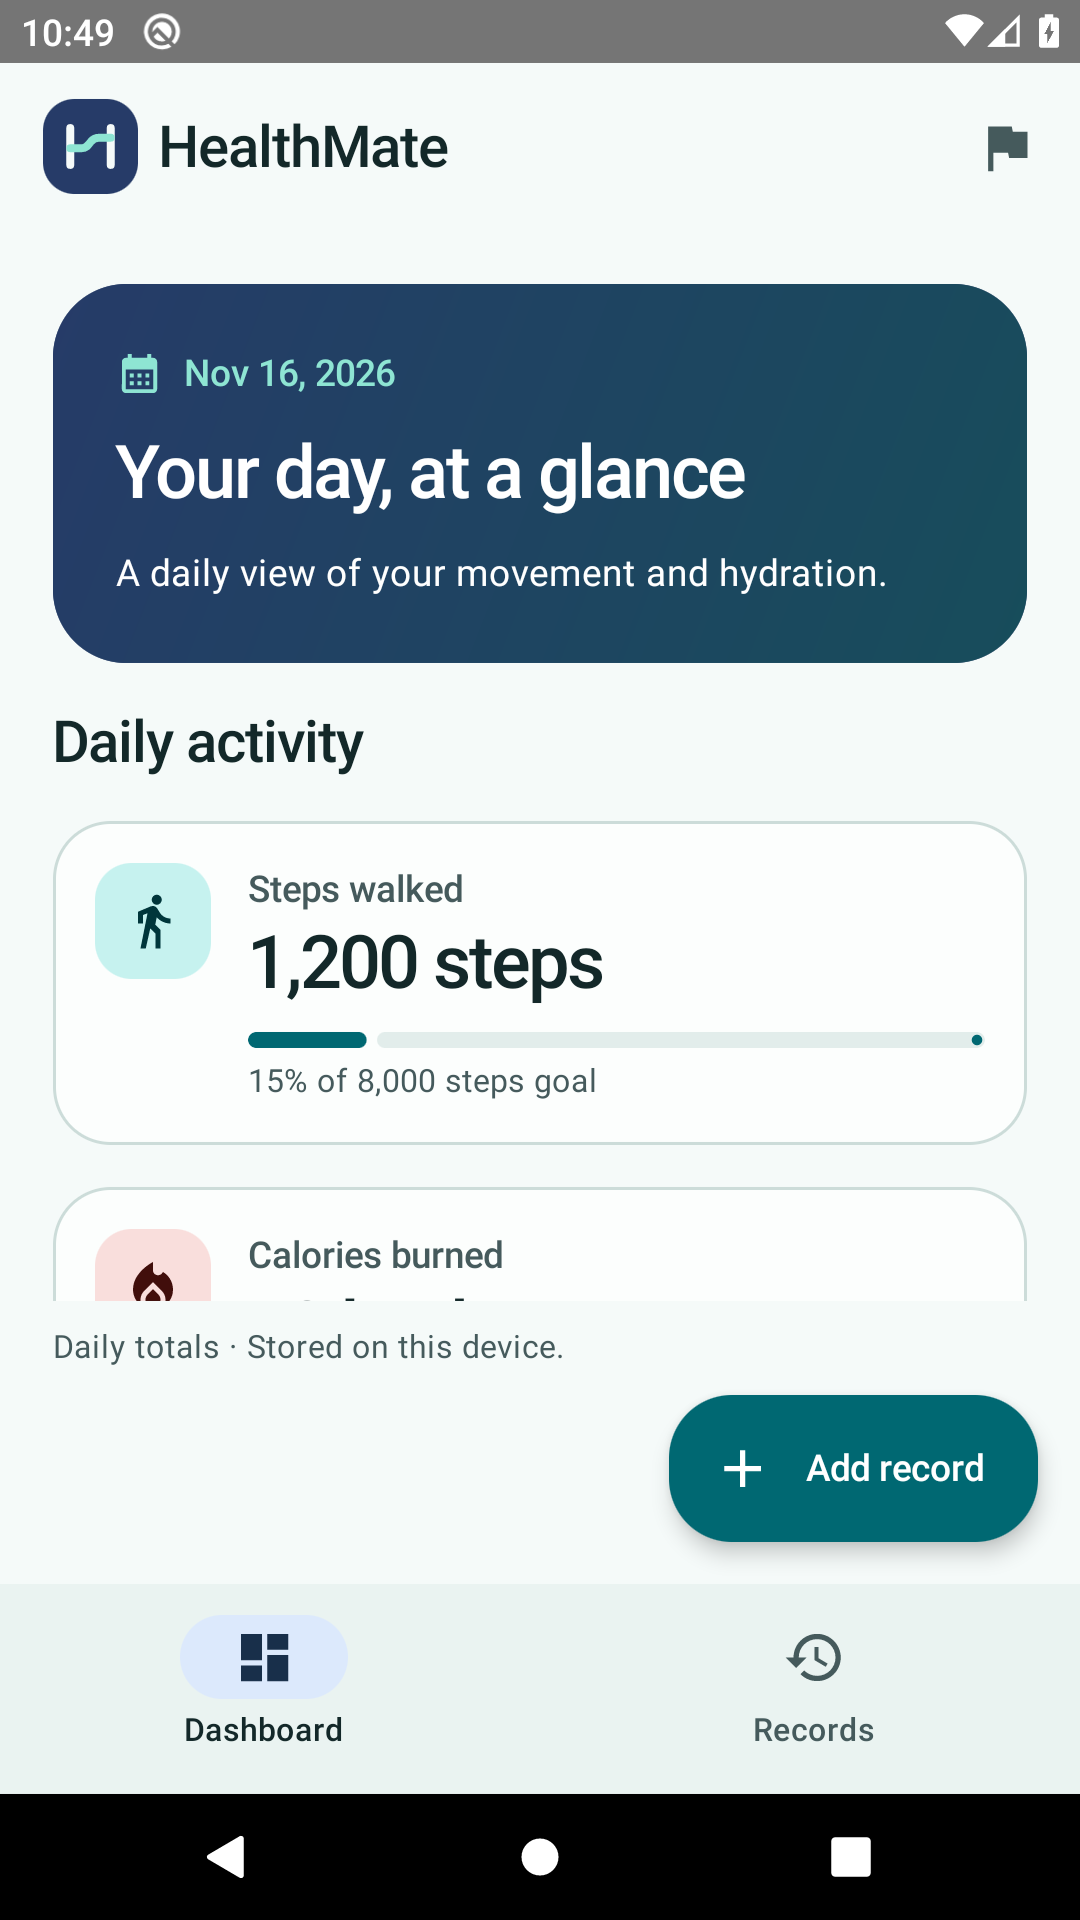 10:49
HealthMate
Nov 16, 2026
Your day, at a glance
A daily view of your movement and hydration.
Daily activity
Steps walked
1,200 steps
15% of 8,000 steps goal
Calories burned
Daily totals · Stored on this device.
Add record
Dashboard
Records